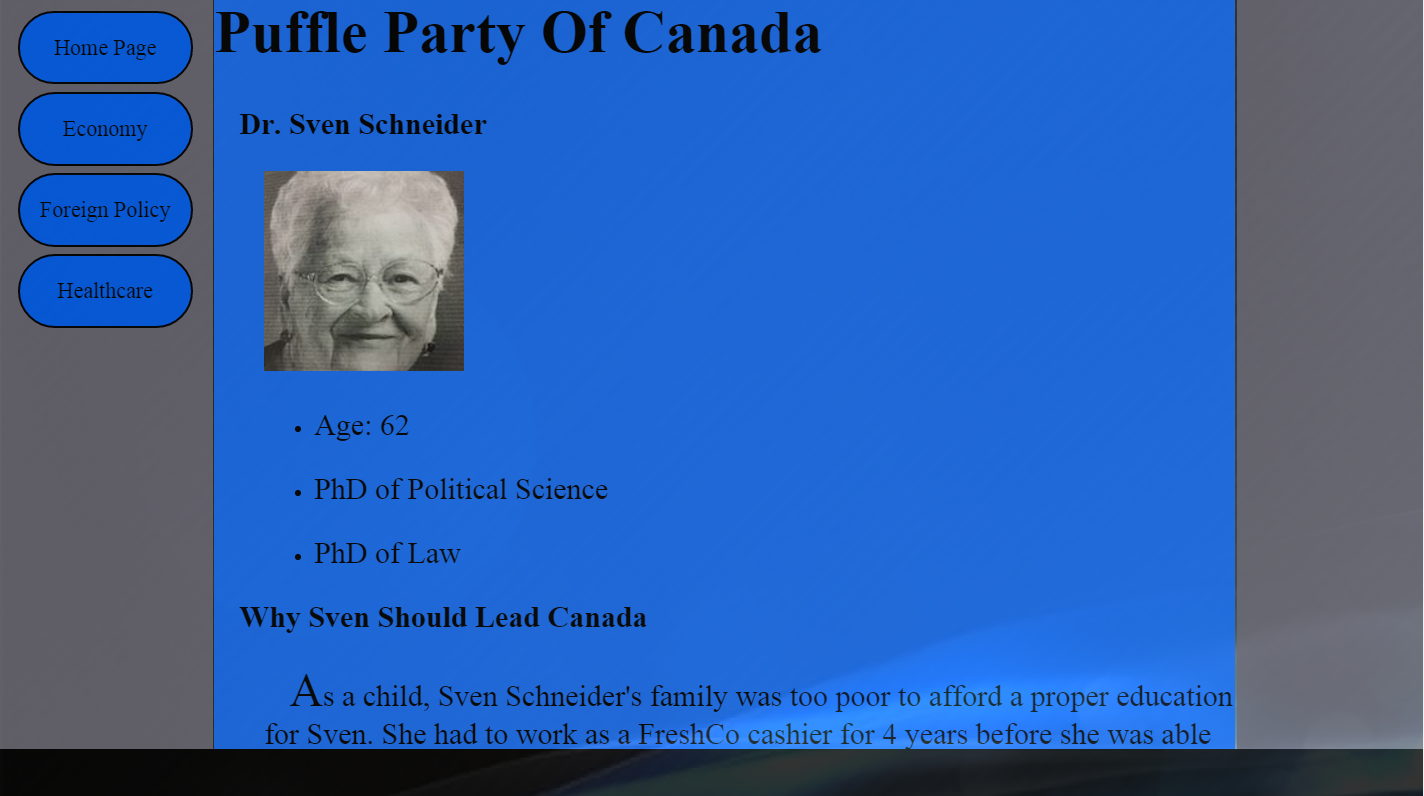 Home Page
Economy
Foreign Policy
Healthcare
Puffle Party Of Canada
Dr. Sven Schneider
Age: 62
PhD of Political Science
PhD of Law
Why Sven Should Lead Canada
As a child, Sven Schneider's family was too poor to afford a proper education
for Sven. She had to work as a FreshCo cashier for 4 years before she was able